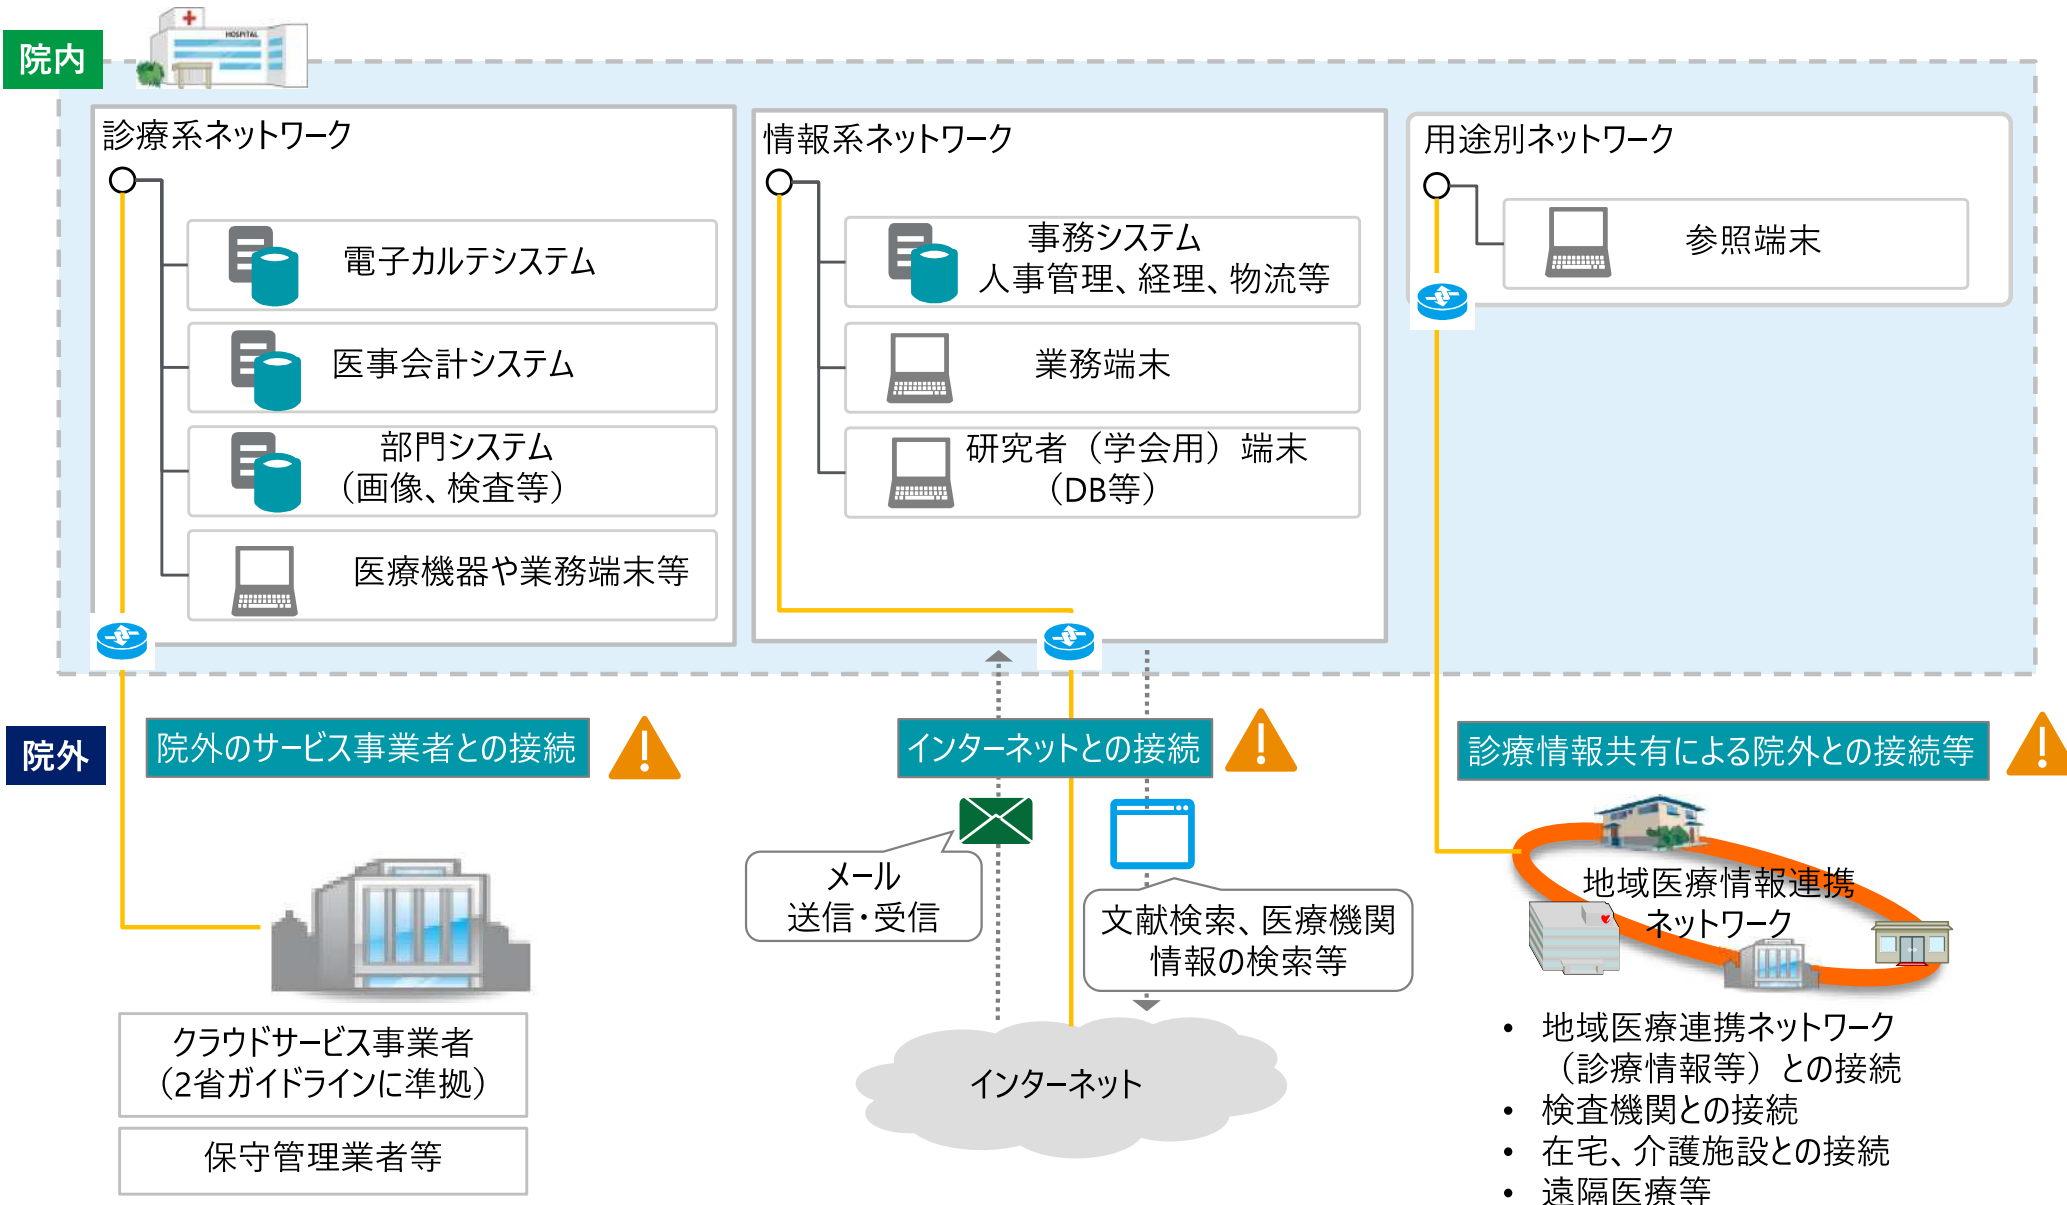 院内
HOSPITAL
診療系ネットワーク
電子カルテシステム
医事会計システム
部門システム
（画像、検査等）
医療機器や業務端末等
情報系ネットワーク
事務システム
人事管理、経理、物流等
業務端末
研究者（学会用）端末
（DB等）
用途別ネットワーク
参照端末
院外
院外のサービス事業者との接続
クラウドサービス事業者
（2省ガイドラインに準拠）
保守管理業者等
インターネットとの接続
メール
送信・受信
文献検索、医療機関
情報の検索等
インターネット
診療情報共有による院外との接続等
地域医療情報連携
ネットワーク
• 地域医療連携ネットワーク
（診療情報等）との接続
• 検査機関との接続
• 在宅、介護施設との接続
• 遠隔医療等